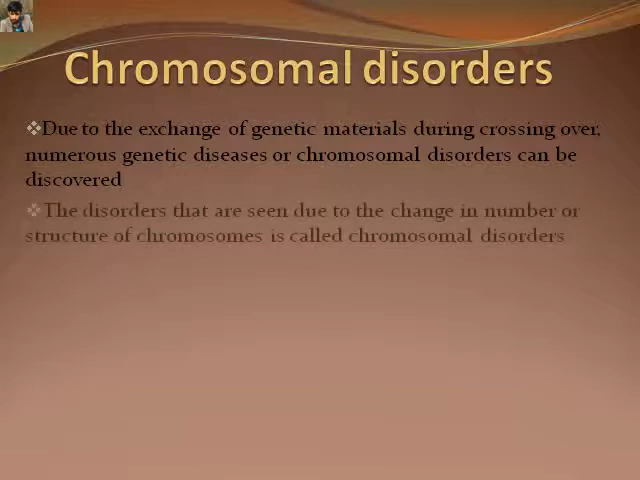 Chromosomal disorders
❖Due to the exchange of genetic materials during crossing over,
numerous genetic diseases or chromosomal disorders can be
discovered
❖The disorders that are seen due to the change in number or
structure of chromosomes is called chromosomal disorders